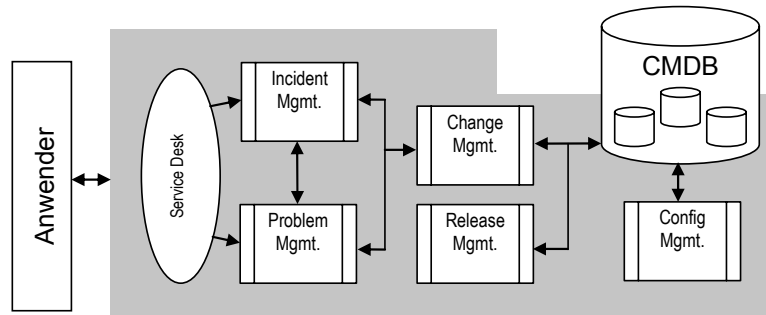 Anwender
Service Desk
Incident
Mgmt.
Problem
Mgmt.
Change
Mgmt.
Release
Mgmt.
CMDB
Config
Mgmt.